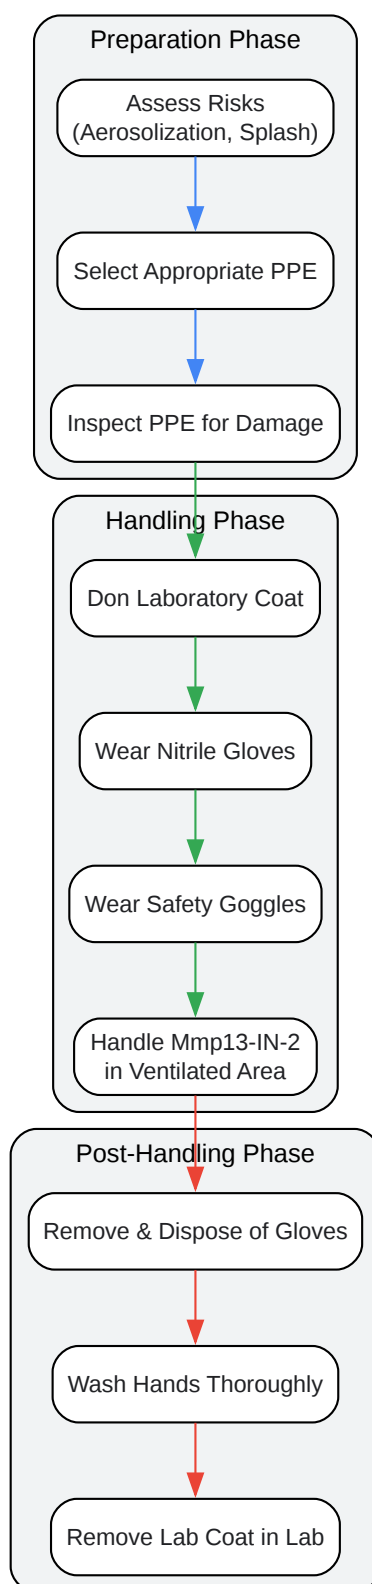 Preparation Phase
Assess Risks
(Aerosolization, Splash)
Select Appropriate PPE
Inspect PPE for Damage
Handling Phase
Don Laboratory Coat
Wear Nitrile Gloves
Wear Safety Goggles
Handle Mmp13-IN-2
in Ventilated Area
Post-Handling Phase
Remove & Dispose of Gloves
Wash Hands Thoroughly
Remove Lab Coat in Lab